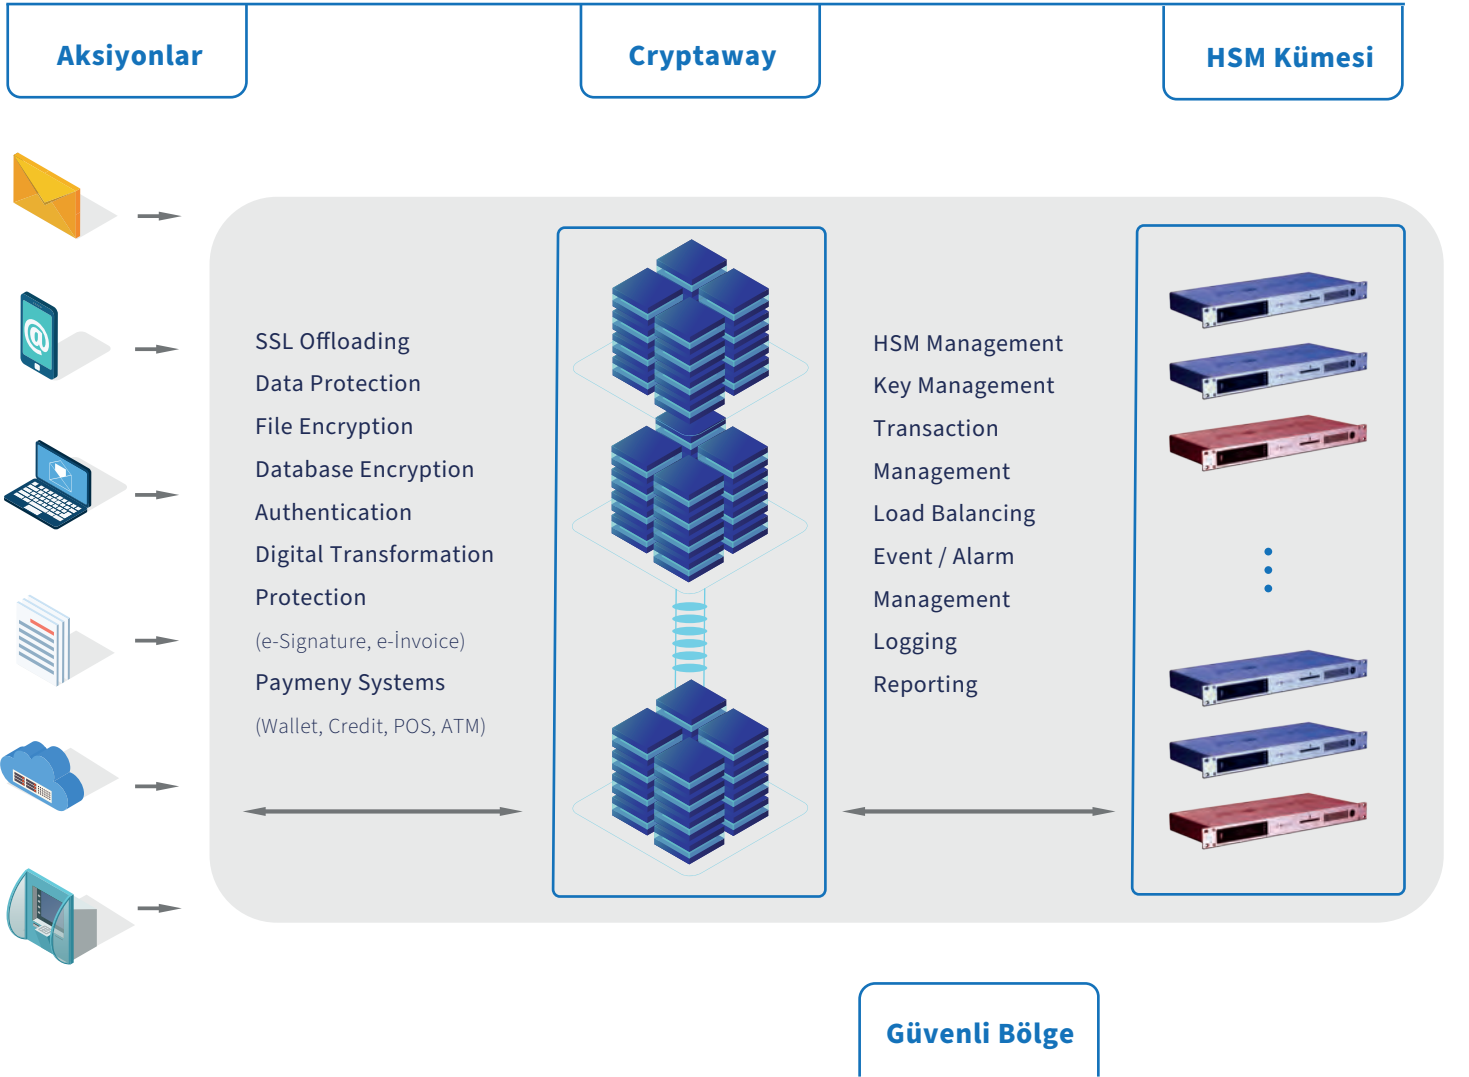 Aksiyonlar
Cryptaway
HSM Kümesi
SSL Offloading
Data Protection
File Encryption
Database Encryption
Authentication
Digital Transformation
Protection
(e-Signature, e-İnvoice)
Paymeny Systems
(Wallet, Credit, POS, ATM)
HSM Management
Key Management
Transaction
Management
Load Balancing
Event / Alarm
Management
Logging
Reporting
Güvenli Bölge